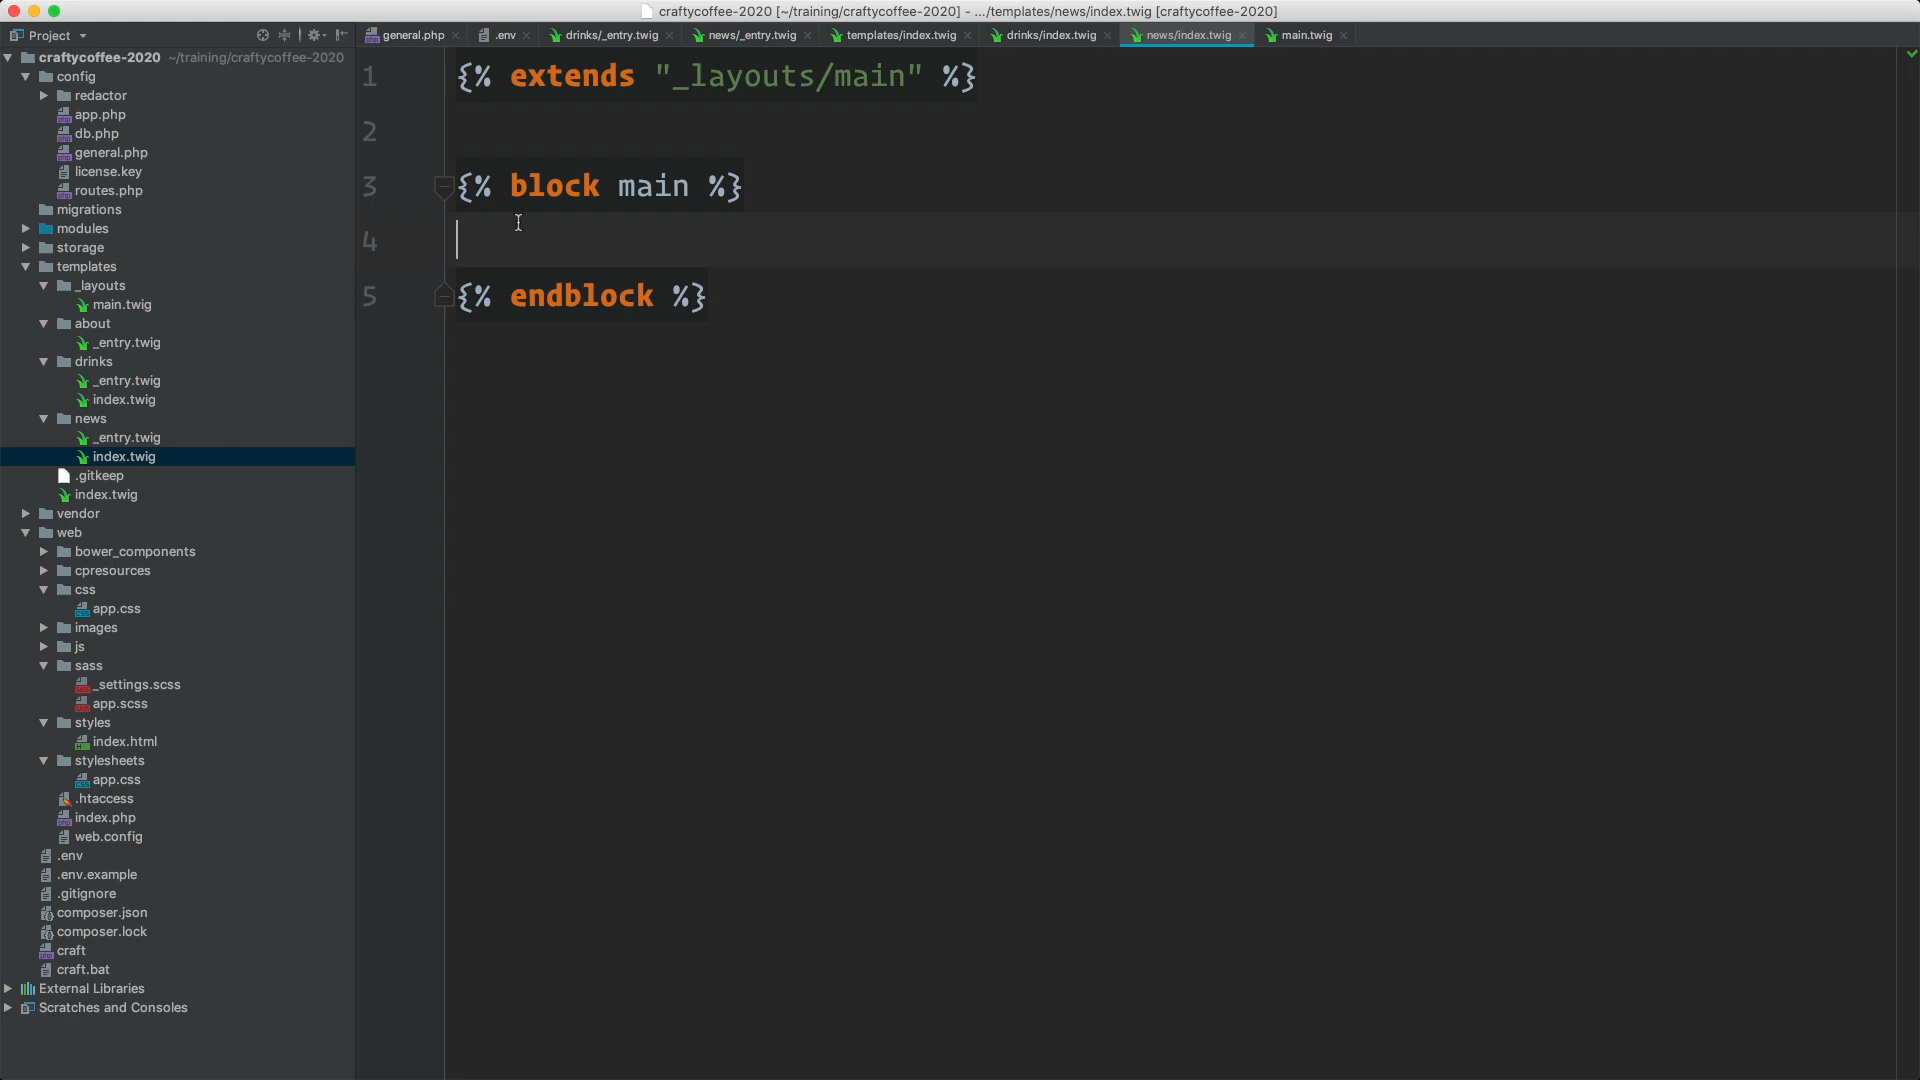 craftycoffee-2020 [~/training/craftycoffee-2020] - .../templates/news/index.twig [craftycoffee-2020]
Project
general.php
.env
drinks/_entry.twig
news/_entry.twig
templates/index.twig
drinks/index.twig
news/index.twig
main.twig
craftycoffee-2020 ~/training/craftycoffee-2020
config
redactor
app.php
db.php
general.php
license.key
routes.php
migrations
modules
storage
templates
_layouts
main.twig
about
_entry.twig
drinks
_entry.twig
index.twig
news
_entry.twig
index.twig
.gitkeep
index.twig
vendor
web
bower_components
cpresources
css
app.css
images
js
sass
_settings.scss
app.scss
styles
index.html
stylesheets
app.css
.htaccess
index.php
web.config
.env
.env.example
.gitignore
composer.json
composer.lock
craft
craft.bat
External Libraries
Scratches and Consoles
1 {% extends "_layouts/main" %}
2
3 {% block main %}
4
5 {% endblock %}